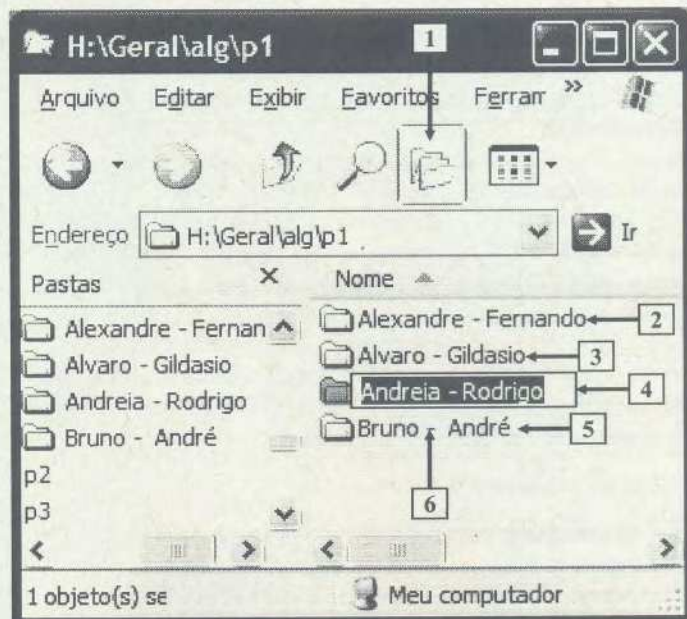 H:\Geral\alg\p1
1
Arquivo Editar Exibir Favoritos Ferram »
Endereço H:\Geral\alg\p1 Ir
Pastas × Nome
Alexandre - Fernan
Alvaro - Gildasio
Andreia - Rodrigo
Bruno - André
p2
p3
Alexandre - Fernando 2
Alvaro - Gildasio 3
Andreia - Rodrigo 4
Bruno - André 5
6
1 objeto(s) se Meu computador